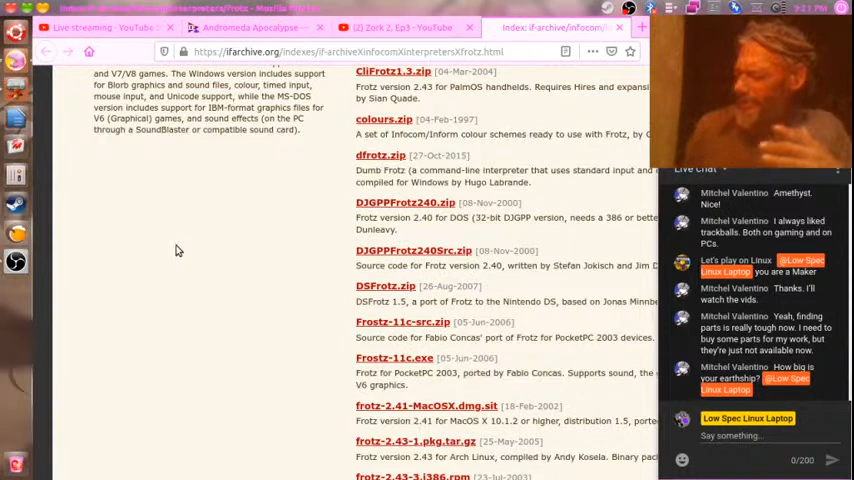 9:21 PM
Live streaming - YouTube S
Andromeda Apocalypse —
(2) Zork 2, Ep3 - YouTube
Index: if-archive/infocom/
https://ifarchive.org/indexes/if-archiveXinfocomXinterpretersXfrotz.html
and V7/V8 games. The Windows version includes support
for Blorb graphics and sound files, colour, timed input,
mouse input, and Unicode support, while the MS-DOS
version includes support for IBM-format graphics files for
V6 (Graphical) games, and sound effects (on the PC
through a SoundBlaster or compatible sound card).
CliFrotz1.3.zip [04-Mar-2004]
Frotz version 2.43 for PalmOS handhelds. Requires Hires and expansi
by Sian Quade.
colours.zip [04-Feb-1997]
A set of Infocom/Inform colour schemes ready to use with Frotz, by C
dfrotz.zip [27-Oct-2015]
Dumb Frotz (a command-line interpreter that uses standard input and
compiled for Windows by Hugo Labrande.
DJGPPFrotz240.zip [08-Nov-2000]
Frotz version 2.40 for DOS (32-bit DJGPP version, needs a 386 or bette
Dunleavy.
DJGPPFrotz240Src.zip [08-Nov-2000]
Source code for Frotz version 2.40, written by Stefan Jokisch and Jim D
DSFrotz.zip [26-Aug-2007]
DSFrotz 1.5, a port of Frotz to the Nintendo DS, based on Jonas Minnbe
Frostz-11c-src.zip [05-Jun-2006]
Source code for Fabio Concas' port of Frotz for PocketPC 2003 devices.
Frostz-11c.exe [05-Jun-2006]
Frotz for PocketPC 2003, ported by Fabio Concas. Supports sound, the
V6 graphics.
frotz-2.41-MacOSX.dmg.sit [18-Feb-2002]
Frotz version 2.41 for MacOS X 10.1.2 or higher, distribution 1.5, ported
frotz-2.43-1.pkg.tar.gz [25-May-2005]
Frotz version 2.43 for Arch Linux, compiled by Andy Kosela. Binary pack
frotz-2.43-3.i386.rpm [23-Jul-2003]
Live chat
Mitchel Valentino Amethyst.
Nice!
Mitchel Valentino I always liked
trackballs. Both on gaming and on
PCs.
Let's play on Linux @Low Spec
Linux Laptop you are a Maker
Mitchel Valentino Thanks. I'll
watch the vids.
Mitchel Valentino Yeah, finding
parts is really tough now. I need to
buy some parts for my work, but
they're just not available now.
Mitchel Valentino How big is
your earthship? @Low Spec
Linux Laptop
Low Spec Linux Laptop
Say something...
0/200